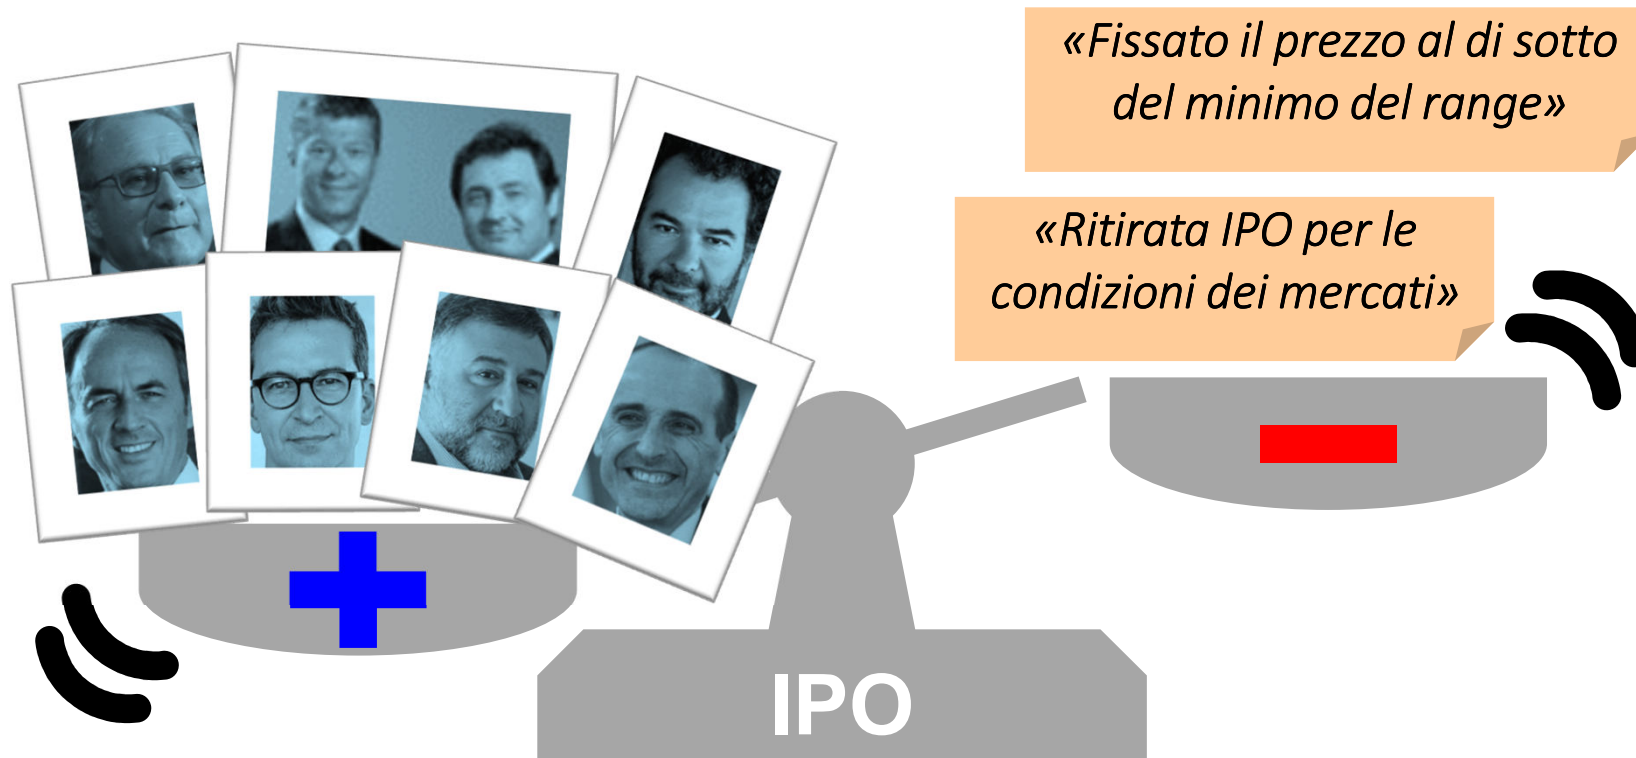 «Fissato il prezzo al di sotto
del minimo del range»
«Ritirata IPO per le
condizioni dei mercati»
IPO